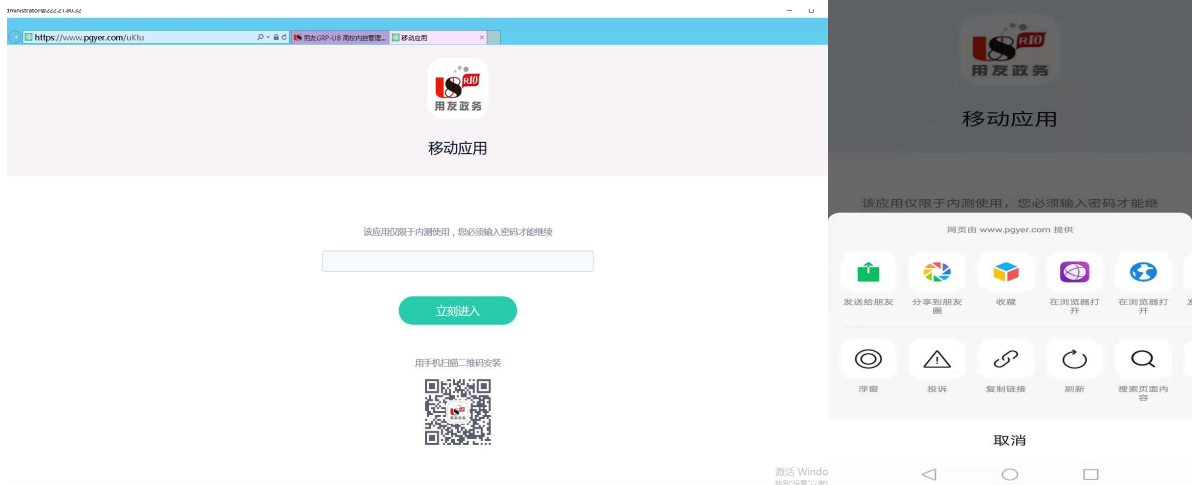 dministrator@222.21.80.32
https://www.pgyer.com/uKtu
用友GRP-U8 高校内控管理...
移动应用
U8 R10
用友政务
移动应用
该应用仅限于内测使用，您必须输入密码才能继续
立刻进入
用手机扫描二维码安装
激活 Windo
R10
用友政务
移动应用
该应用仅限于内测使用。您必须输入密码才能继
网页由 www.pgyer.com 提供
发送给朋友
分享到朋友圈
收藏
在浏览器打开
在浏览器打开
浮窗
投诉
复制链接
刷新
搜索页面内容
取消